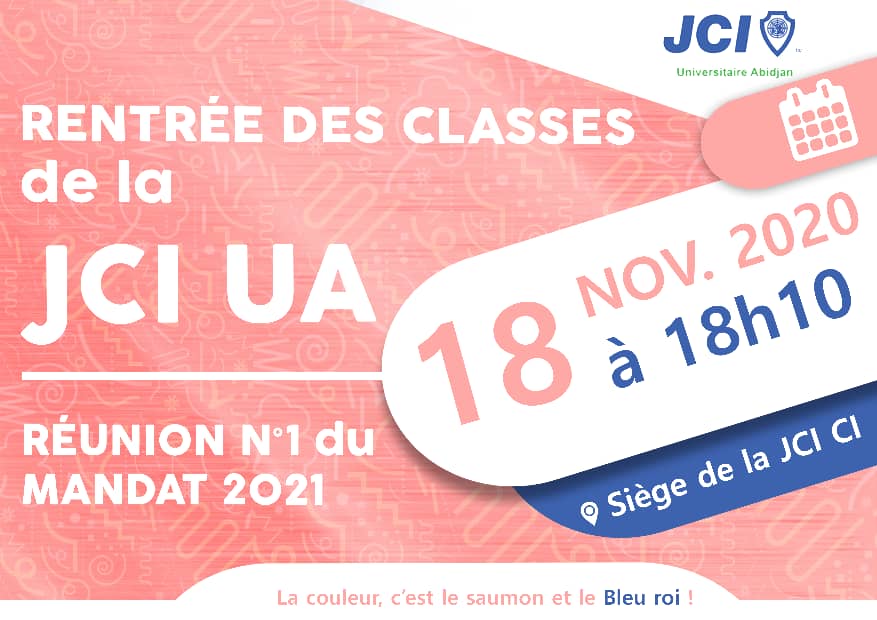 JCI
Universitaire Abidjan
RENTRÉE DES CLASSES
de la
JCI UA
18 NOV. 2020
à 18h10
RÉUNION N°1 du
MANDAT 2021
Siège de la JCI CI
La couleur, c'est le saumon et le Bleu roi !